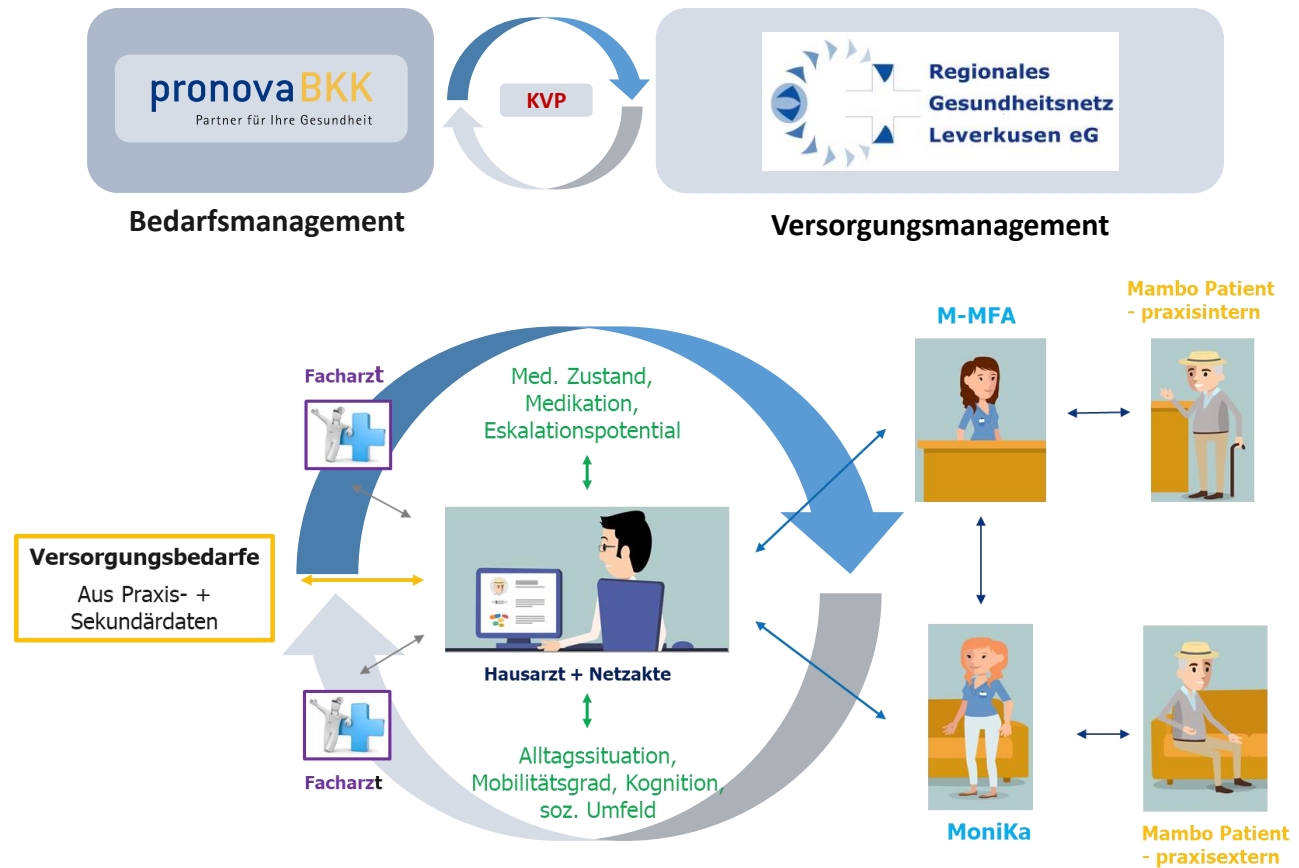 pronovaBKK
Partner für Ihre Gesundheit
KVP
Regionales
Gesundheitsnetz
Leverkusen eG
Bedarfsmanagement
Versorgungsmanagement
Facharzt
Med. Zustand,
Medikation,
Eskalationspotential
M-MFA
Mambo Patient
- praxisintern
Versorgungsbedarfe
Aus Praxis- +
Sekundärdaten
Hausarzt + Netzakte
Facharzt
Alltagssituation,
Mobilitätsgrad, Kognition,
soz. Umfeld
MoniKa
Mambo Patient
- praxisextern